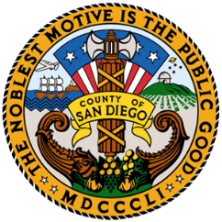 THE NOBLEST MOTIVE IS THE PUBLIC GOOD
COUNTY OF
SAN DIEGO
MDCCCLI